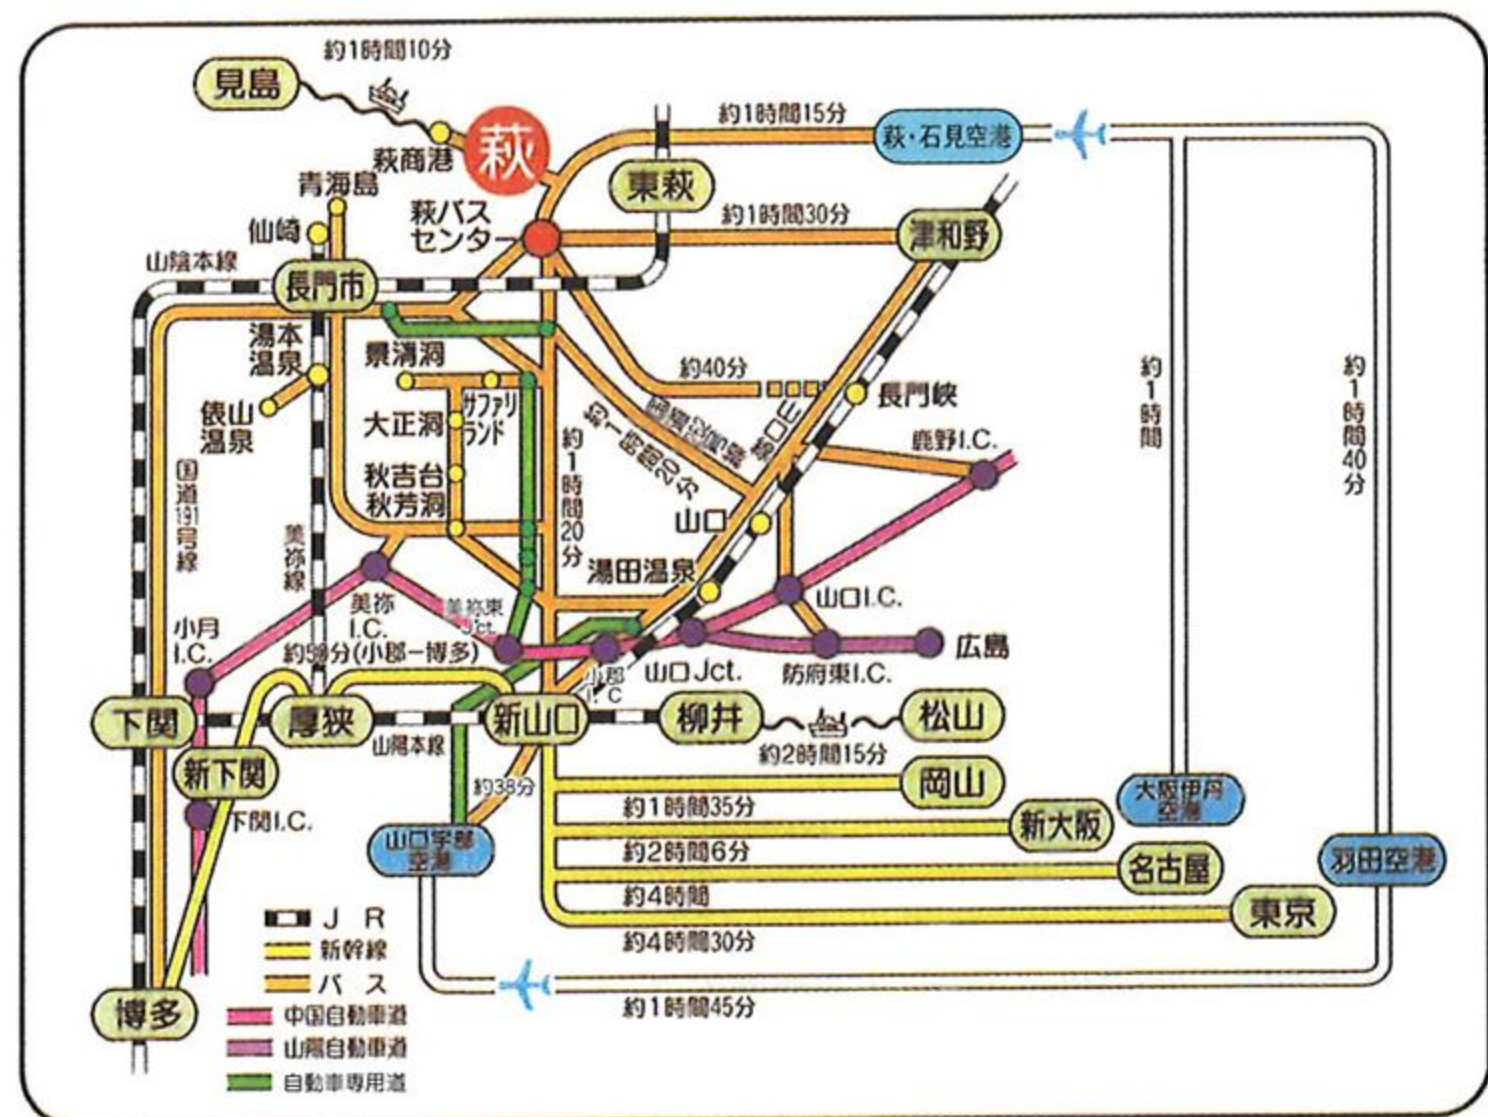 約1時間10分
見島
萩商港
萩
約1時間15分
萩・石見空港
東萩
青海島
仙崎
萩バス
センター
約1時間30分
津和野
山陰本線
長門市
湯本
温泉
俵山
温泉
景清洞
サファリ
ランド
大正洞
秋吉台
秋芳洞
約40分
長門峡
約1時間20分
約1時間20分
鹿野I.C.
約1時間
約1時間40分
国道191号線
美祢線
山口
湯田温泉
山口I.C.
小月
I.C.
美祢
I.C.
美祢東
Jct.
約50分(小郡−博多)
小郡
I.C
山口Jct.
防府東I.C.
広島
下関
厚狭
山陽本線
新山口
柳井
約2時間15分
松山
新下関
下関I.C.
約38分
山口宇部
空港
岡山
約1時間35分
新大阪
約2時間6分
名古屋
約4時間
東京
約4時間30分
大阪伊丹
空港
羽田空港
約1時間45分
博多
JR
新幹線
バス
中国自動車道
山陽自動車道
自動車専用道